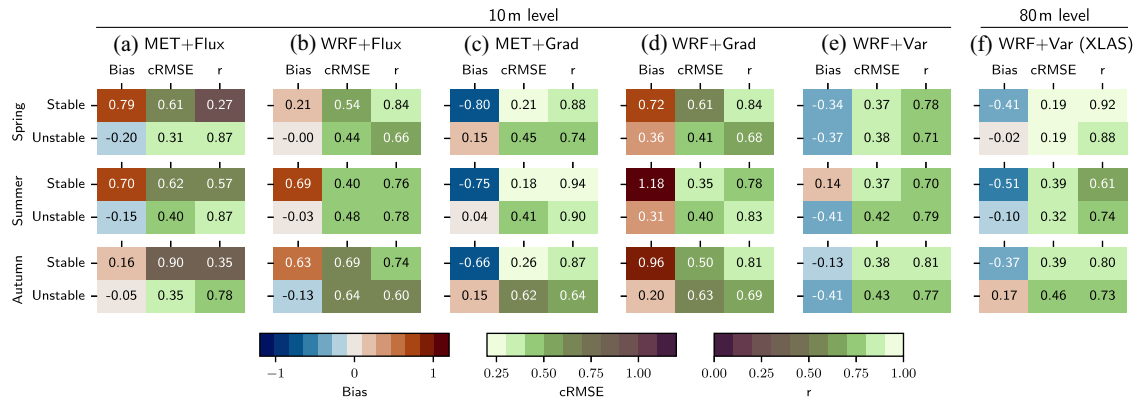 10 m level 80 m level
(a) MET+Flux (b) WRF+Flux (c) MET+Grad (d) WRF+Grad (e) WRF+Var (f) WRF+Var (XLAS)
Bias cRMSE r Bias cRMSE r Bias cRMSE r Bias cRMSE r Bias cRMSE r Bias cRMSE r
Spring
Stable 0.79 0.61 0.27 0.21 0.54 0.84 -0.80 0.21 0.88 0.72 0.61 0.84 -0.34 0.37 0.78 -0.41 0.19 0.92
Unstable -0.20 0.31 0.87 -0.00 0.44 0.66 0.15 0.45 0.74 0.36 0.41 0.68 -0.37 0.38 0.71 -0.02 0.19 0.88
Summer
Stable 0.70 0.62 0.57 0.69 0.40 0.76 -0.75 0.18 0.94 1.18 0.35 0.78 0.14 0.37 0.70 -0.51 0.39 0.61
Unstable -0.15 0.40 0.87 -0.03 0.48 0.78 0.04 0.41 0.90 0.31 0.40 0.83 -0.41 0.42 0.79 -0.10 0.32 0.74
Autumn
Stable 0.16 0.90 0.35 0.63 0.69 0.74 -0.66 0.26 0.87 0.96 0.50 0.81 -0.13 0.38 0.81 -0.37 0.39 0.80
Unstable -0.05 0.35 0.78 -0.13 0.64 0.60 0.15 0.62 0.64 0.20 0.63 0.69 -0.41 0.43 0.77 0.17 0.46 0.73
−1 0 1 0.25 0.50 0.75 1.00 0.00 0.25 0.50 0.75 1.00
Bias cRMSE r